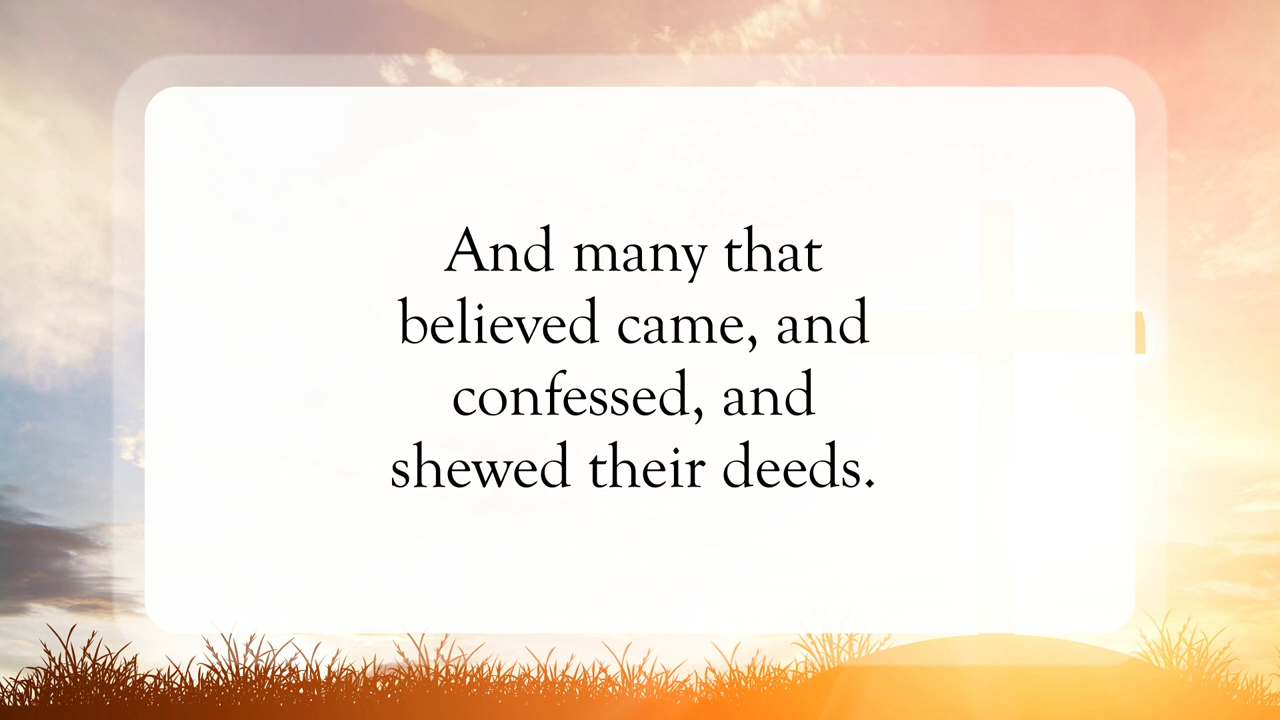 And many that
believed came, and
confessed, and
shewed their deeds.